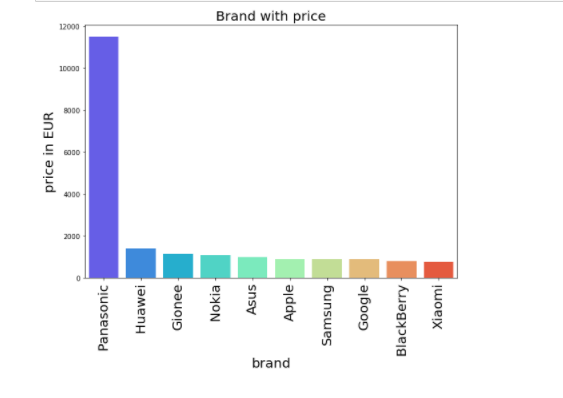 Brand with price
12000
10000
8000
6000
4000
2000
0
price in EUR
Panasonic
Huawei
Gionee
Nokia
Asus
Apple
Samsung
Google
BlackBerry
Xiaomi
brand